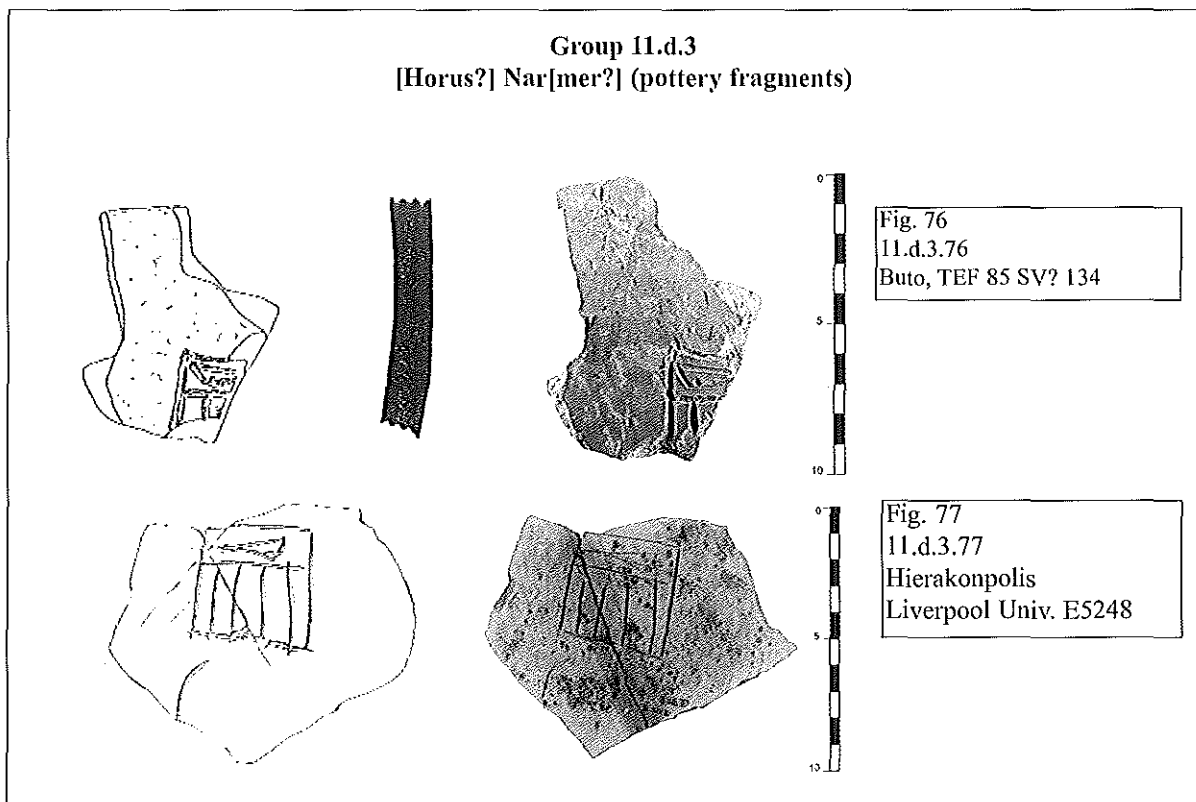 Group 11.d.3
[Horus?] Nar[mer?] (pottery fragments)
0
5
10
Fig. 76
11.d.3.76
Buto, TEF 85 SV? 134
0
5
10
Fig. 77
11.d.3.77
Hierakonpolis
Liverpool Univ. E5248